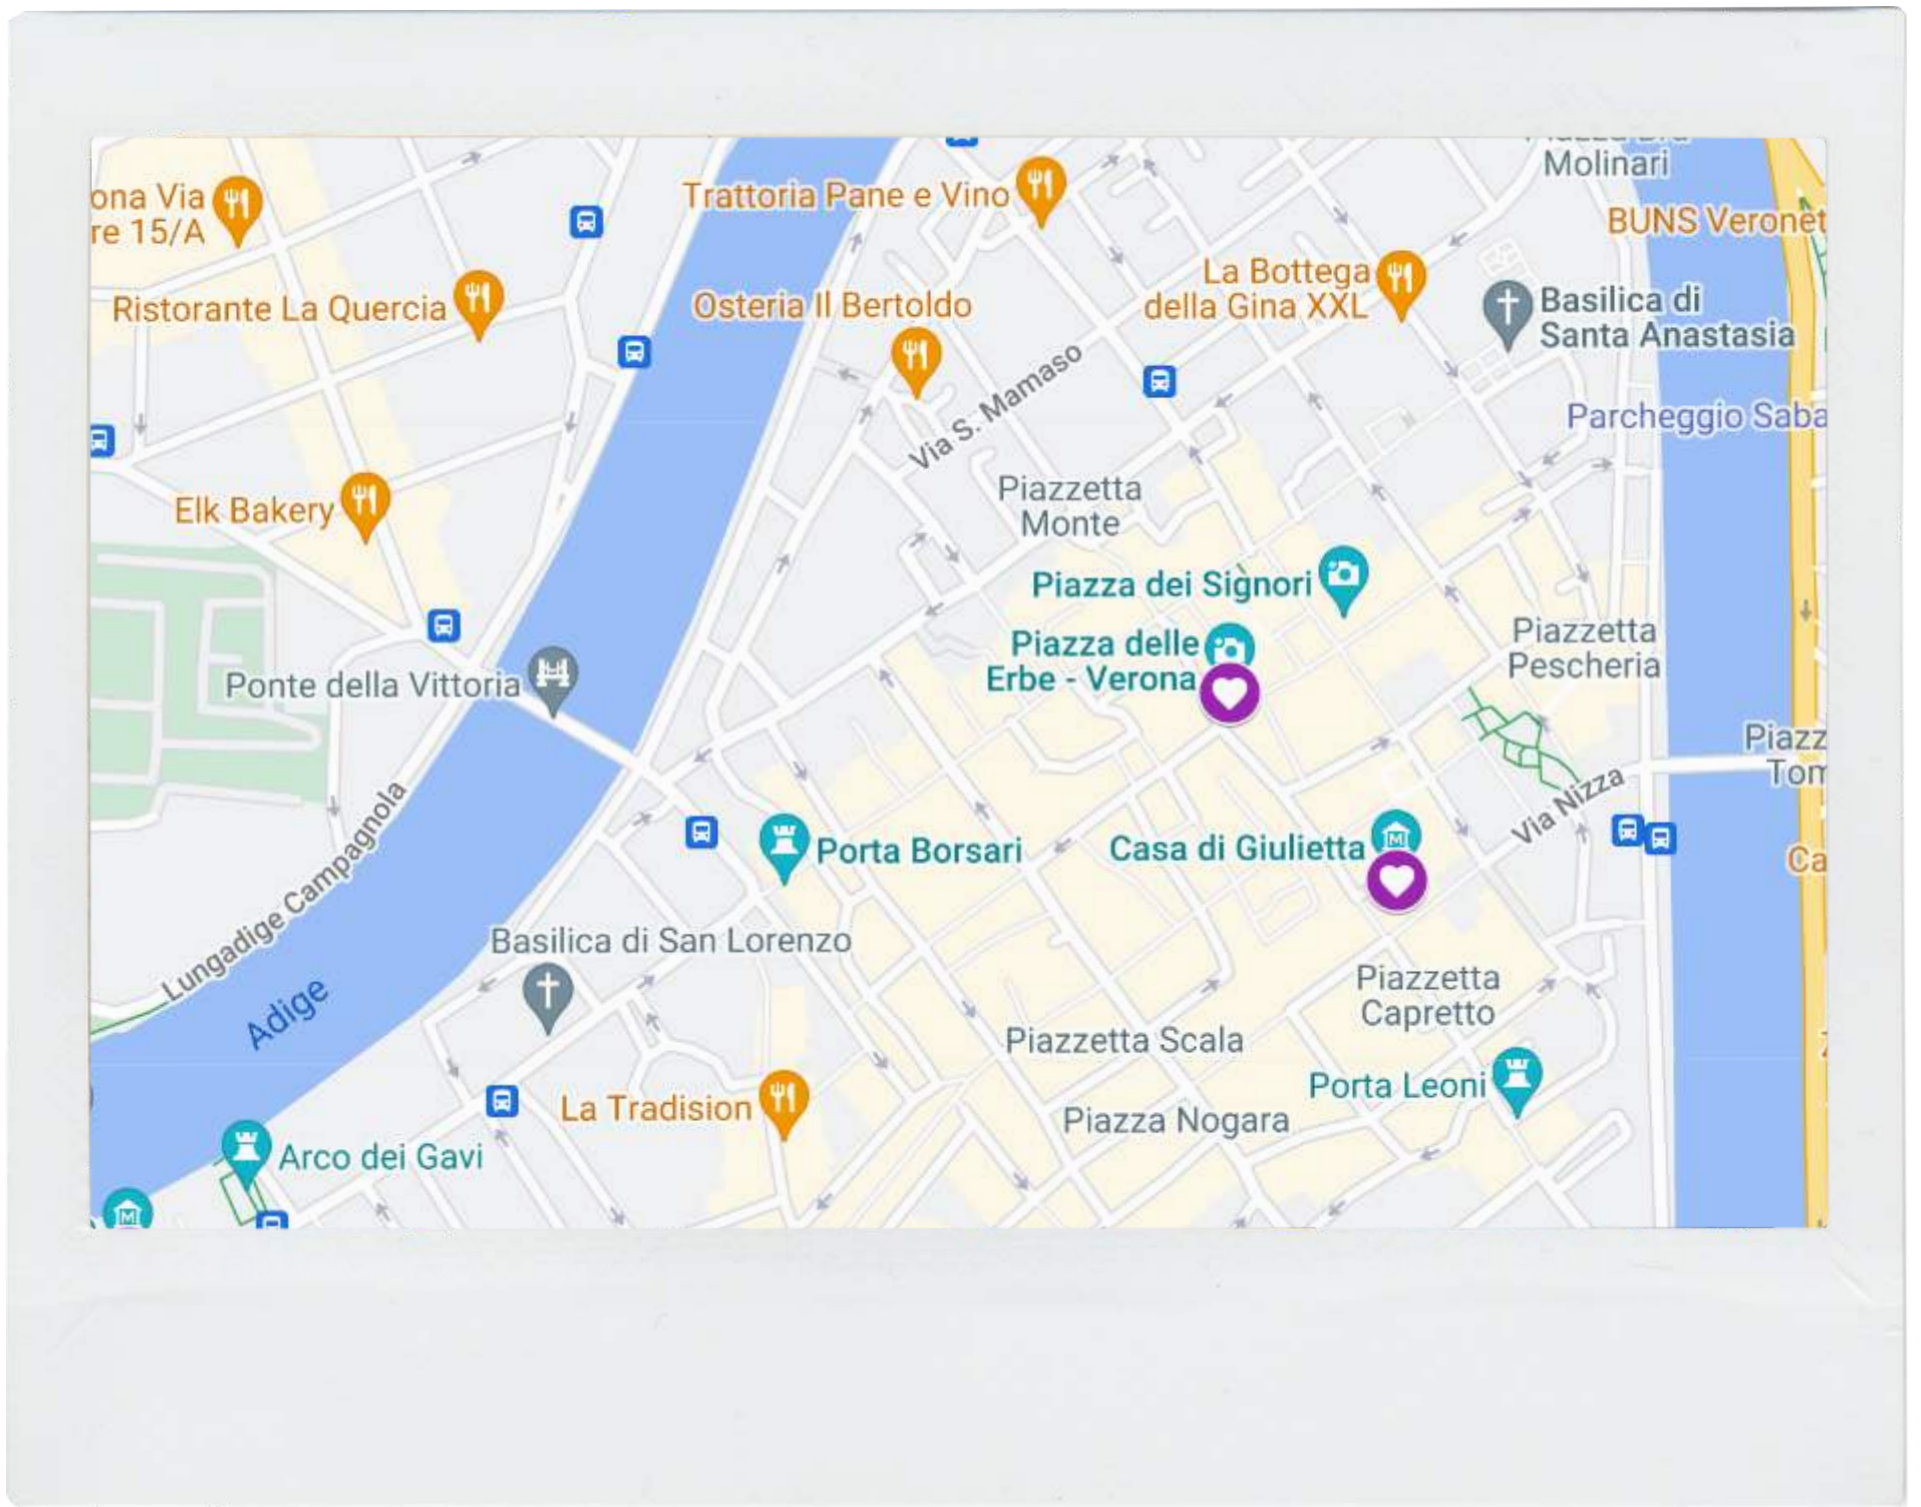 Molinari
ona Via
re 15/A
Trattoria Pane e Vino
BUNS Veronet
La Bottega
della Gina XXL
Ristorante La Quercia
Osteria Il Bertoldo
Basilica di
Santa Anastasia
Via S. Mamaso
Parcheggio Saba
Elk Bakery
Piazzetta
Monte
Piazza dei Signori
Piazza delle
Erbe - Verona
Piazzetta
Pescheria
Ponte della Vittoria
Piazz
Tom
Via Nizza
Lungadige Campagnola
Porta Borsari
Casa di Giulietta
Ca
Basilica di San Lorenzo
Adige
Piazzetta
Capretto
Piazzetta Scala
Porta Leoni
La Tradision
Piazza Nogara
Arco dei Gavi
M
M